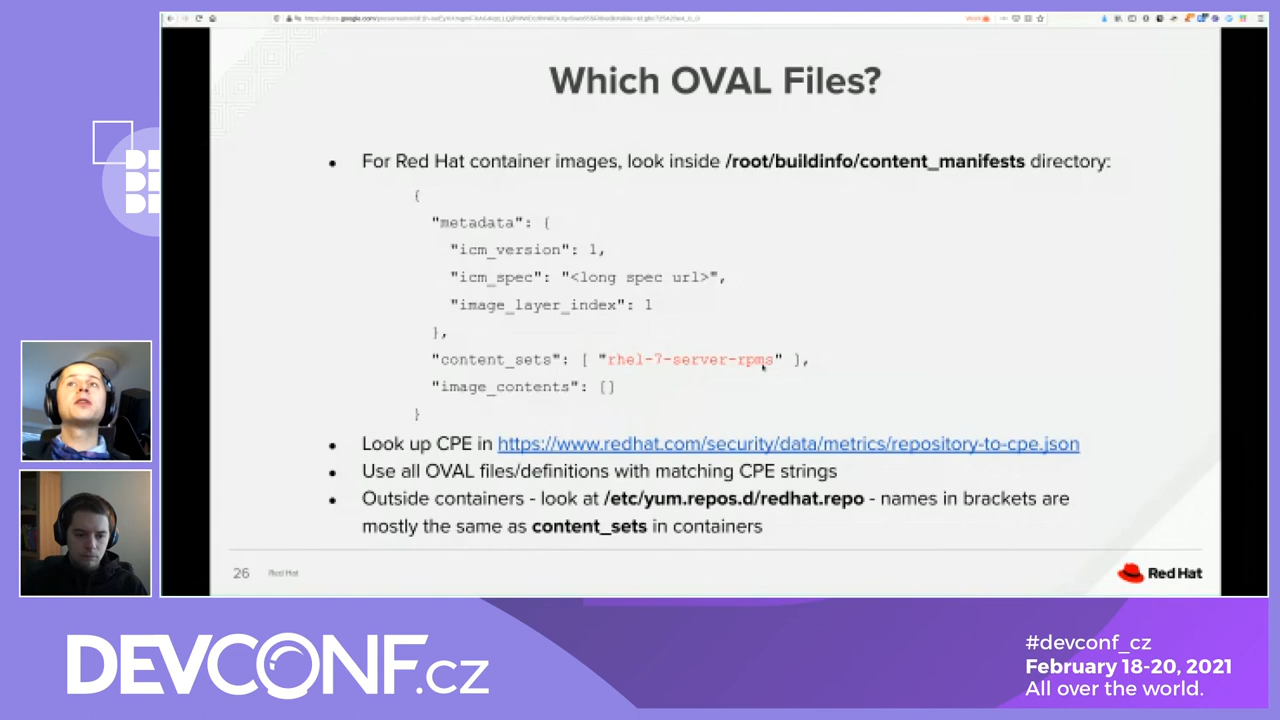 Which OVAL Files?
• For Red Hat container images, look inside /root/buildinfo/content_manifests directory:
{
"metadata": {
"icm_version": 1,
"icm_spec": "<long spec url>",
"image_layer_index": 1
},
"content_sets": [ "rhel-7-server-rpms" ],
"image_contents": []
}
• Look up CPE in https://www.redhat.com/security/data/metrics/repository-to-cpe.json
• Use all OVAL files/definitions with matching CPE strings
• Outside containers - look at /etc/yum.repos.d/redhat.repo - names in brackets are
mostly the same as content_sets in containers
26 Red Hat
Red Hat
DEVCONF.cz
#devconf_cz
February 18-20, 2021
All over the world.